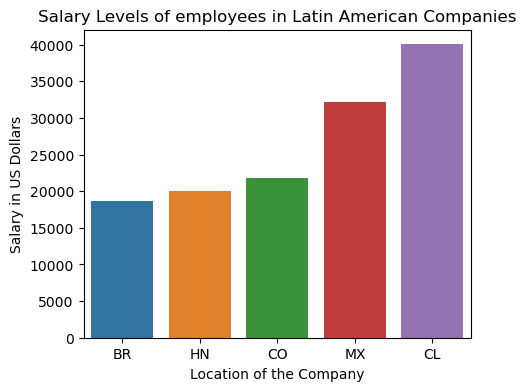 Salary Levels of employees in Latin American Companies
40000
35000
30000
25000
20000
15000
10000
5000
0
Salary in US Dollars
BR HN CO MX CL
Location of the Company